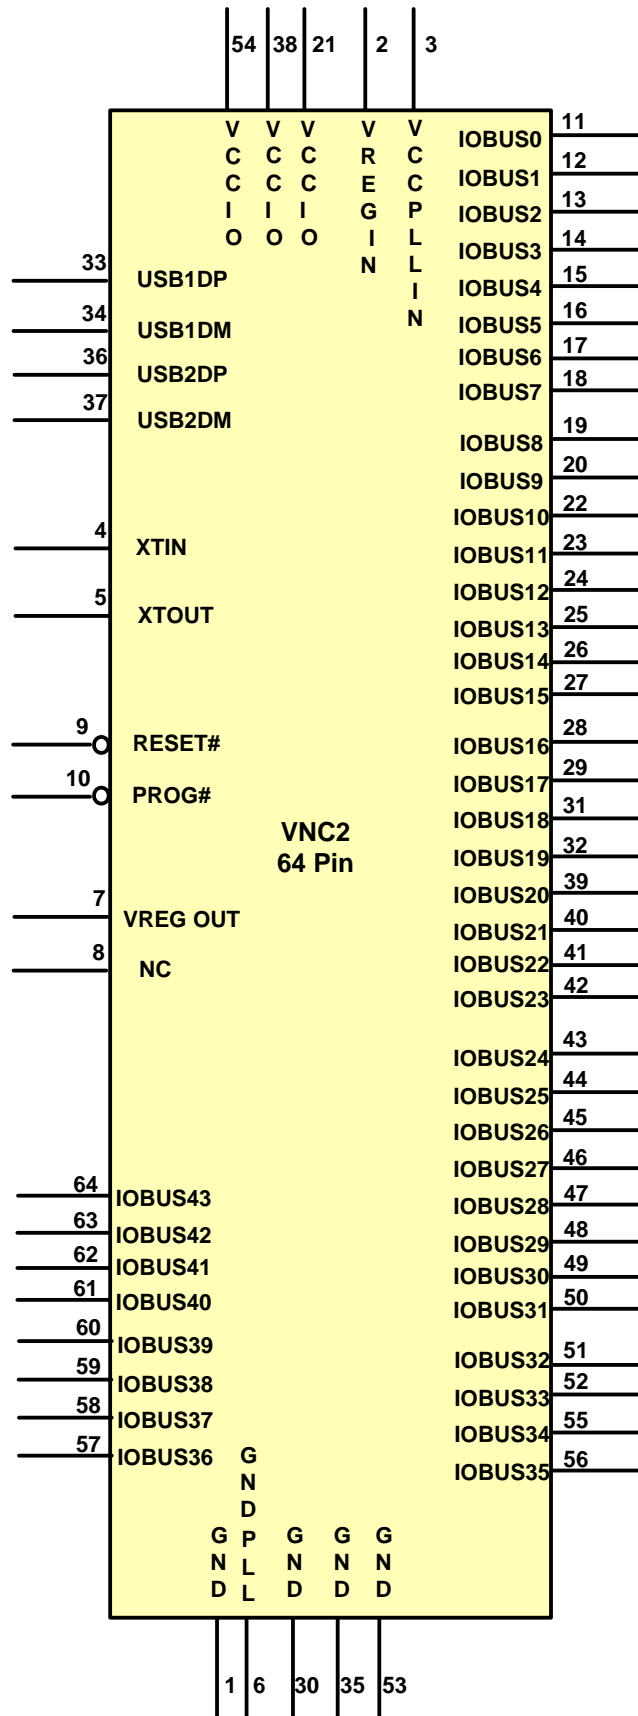 54 38 21 2 3
VCCIO VCCIO VCCIO VREGIN VCCPLLIN
33 USB1DP
34 USB1DM
36 USB2DP
37 USB2DM
4 XTIN
5 XTOUT
9 RESET#
10 PROG#
VNC2
64 Pin
7 VREG OUT
8 NC
64 IOBUS43
63 IOBUS42
62 IOBUS41
61 IOBUS40
60 IOBUS39
59 IOBUS38
58 IOBUS37
57 IOBUS36
IOBUS0 11
IOBUS1 12
IOBUS2 13
IOBUS3 14
IOBUS4 15
IOBUS5 16
IOBUS6 17
IOBUS7 18
IOBUS8 19
IOBUS9 20
IOBUS10 22
IOBUS11 23
IOBUS12 24
IOBUS13 25
IOBUS14 26
IOBUS15 27
IOBUS16 28
IOBUS17 29
IOBUS18 31
IOBUS19 32
IOBUS20 39
IOBUS21 40
IOBUS22 41
IOBUS23 42
IOBUS24 43
IOBUS25 44
IOBUS26 45
IOBUS27 46
IOBUS28 47
IOBUS29 48
IOBUS30 49
IOBUS31 50
IOBUS32 51
IOBUS33 52
IOBUS34 55
IOBUS35 56
GND GNDPLL GND GND GND
1 6 30 35 53